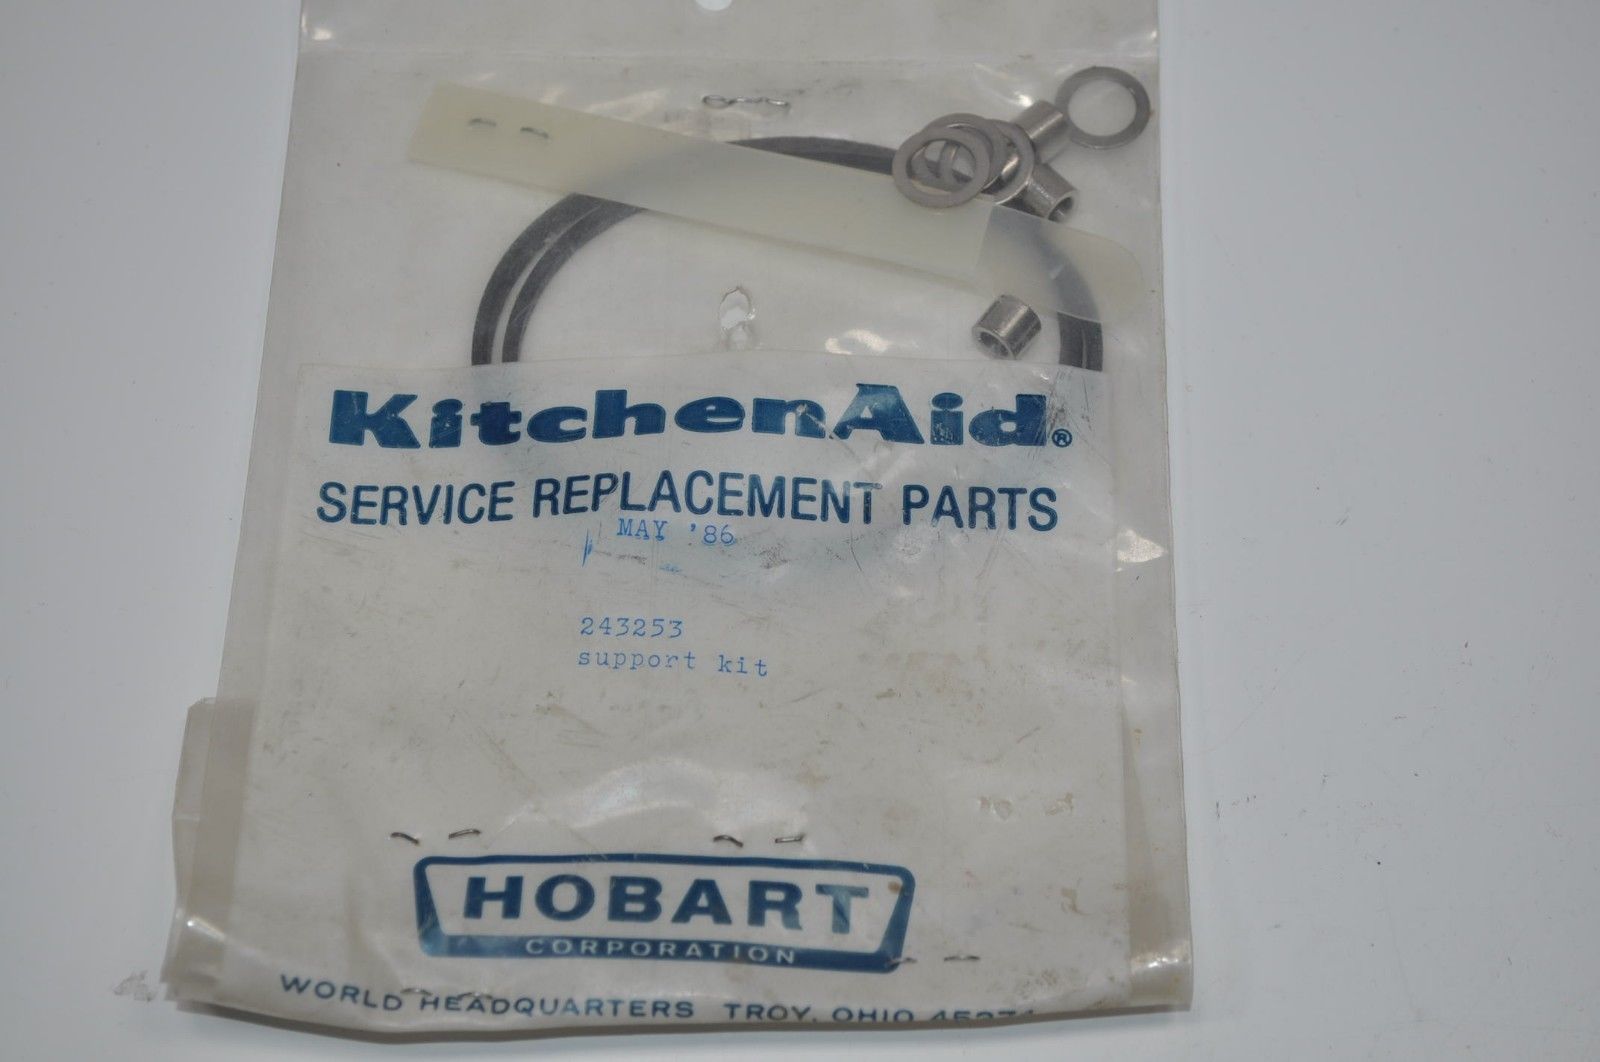 KitchenAid®
SERVICE REPLACEMENT PARTS
MAY '86
243253
support kit
HOBART
CORPORATION
WORLD HEADQUARTERS TROY, OHIO